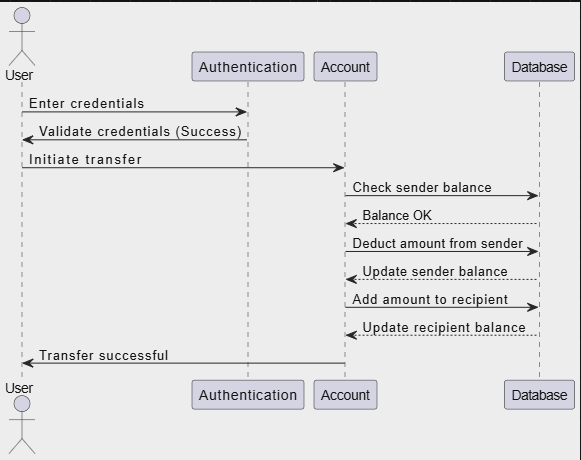 User
Authentication
Account
Database
Enter credentials
Validate credentials (Success)
Initiate transfer
Check sender balance
Balance OK
Deduct amount from sender
Update sender balance
Add amount to recipient
Update recipient balance
Transfer successful
User
Authentication
Account
Database